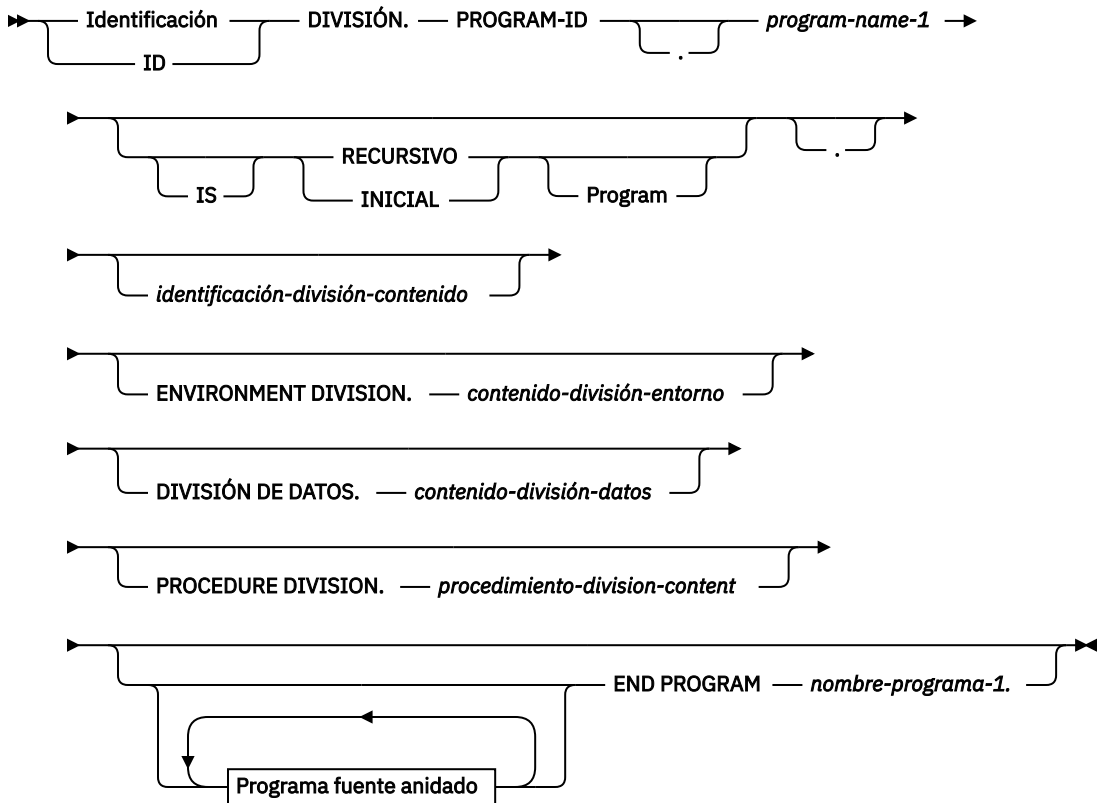 Identificación DIVISIÓN. PROGRAM-ID program-name-1
ID .
RECURSIVO .
IS INICIAL Program
identificación-división-contenido
ENVIRONMENT DIVISION. contenido-división-entorno
DIVISIÓN DE DATOS. contenido-división-datos
PROCEDURE DIVISION. procedimiento-division-content
END PROGRAM nombre-programa-1.
Programa fuente anidado